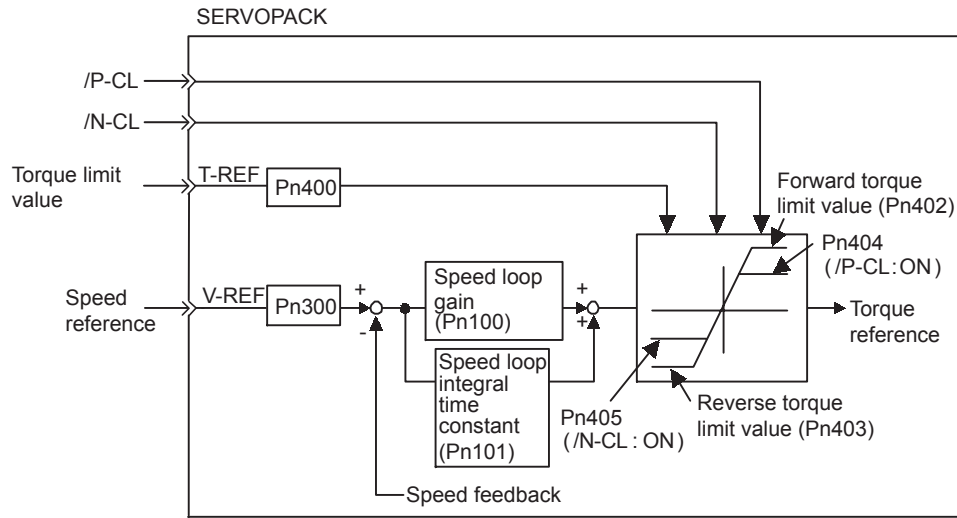 SERVOPACK
/P-CL
/N-CL
Torque limit
value
T-REF
Pn400
Forward torque
limit value (Pn402)
Pn404
(/P-CL: ON)
Speed
reference
V-REF
Pn300
+
-
Speed loop
gain
(Pn100)
+
+
Torque
reference
Speed loop
integral
time
constant
(Pn101)
Pn405
(/N-CL : ON)
Reverse torque
limit value (Pn403)
Speed feedback